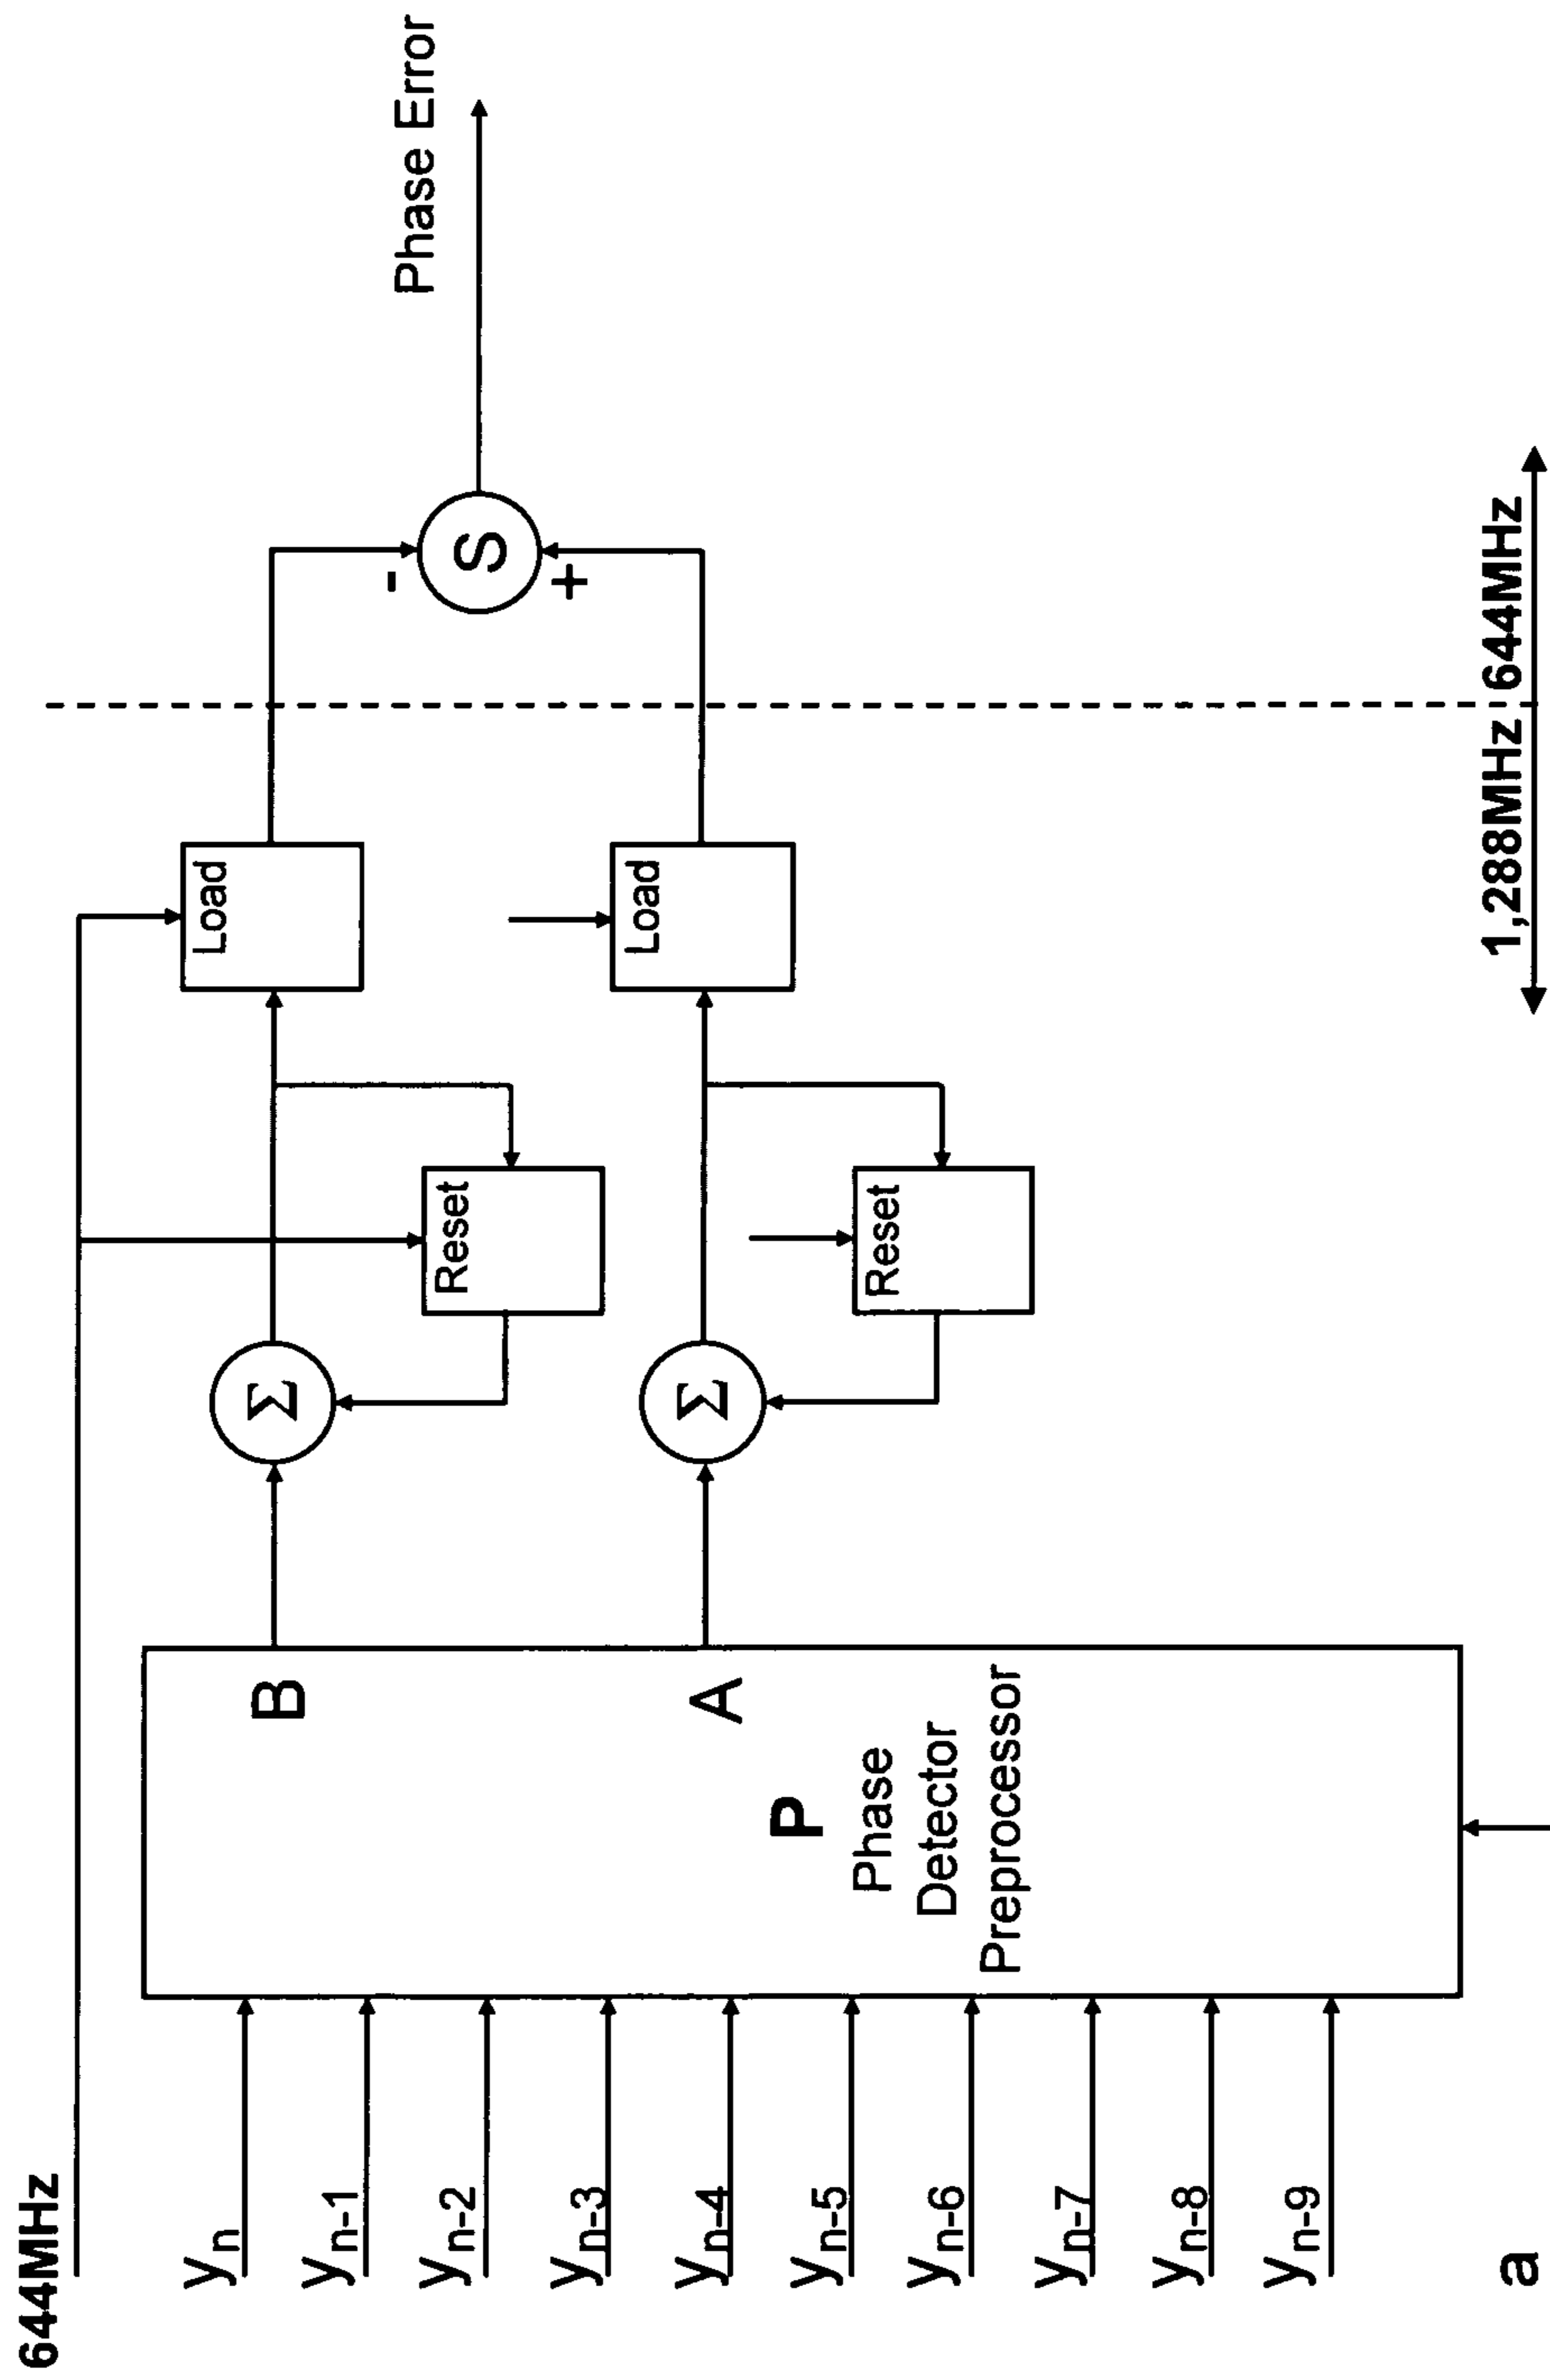 644MHz
yn
yn-1
yn-2
yn-3
yn-4
yn-5
yn-6
yn-7
yn-8
yn-9
a
B
A
P
Phase
Detector
Preprocessor
Σ
Σ
Reset
Reset
Load
Load
-
S
+
Phase Error
1,288MHz 644MHz